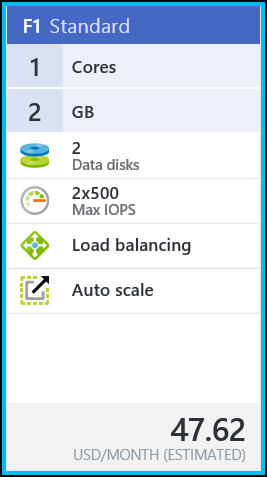 F1 Standard
1 Cores
2 GB
2
Data disks
2x500
Max IOPS
Load balancing
Auto scale
47.62
USD/MONTH (ESTIMATED)